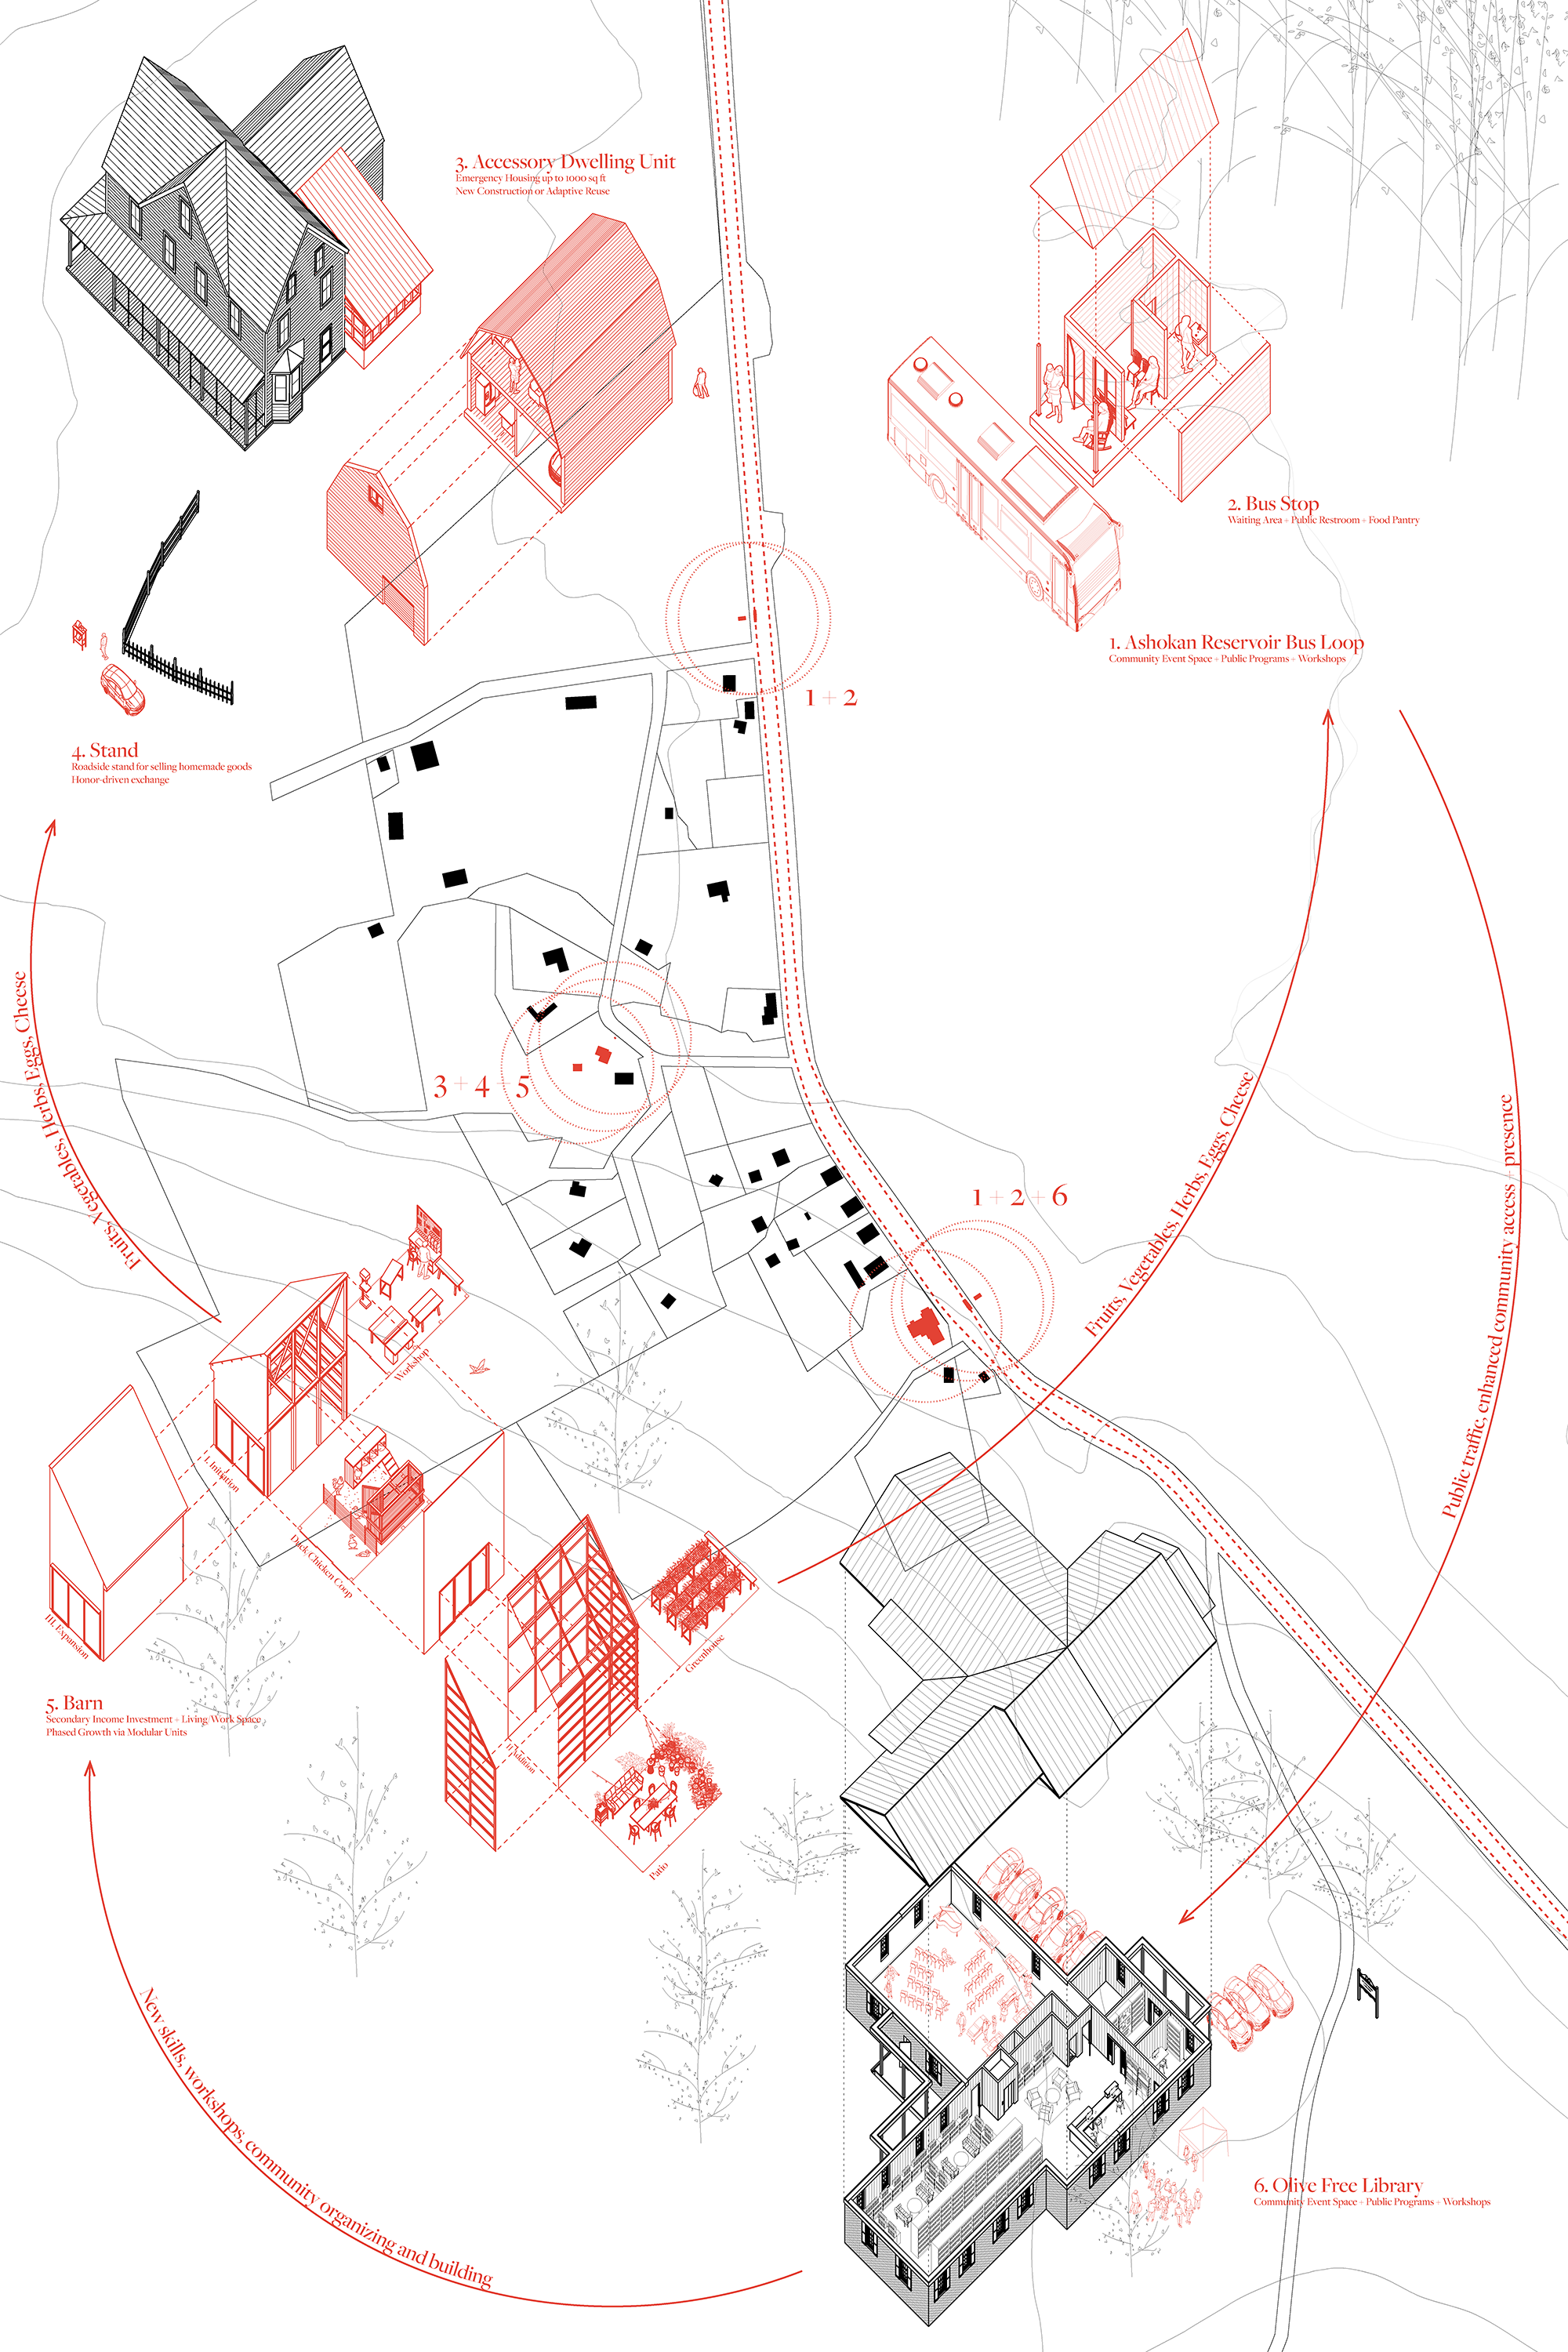 3. Accessory Dwelling Unit
Emergency Housing up to 1000 sq ft
New Construction or Adaptive Reuse
2. Bus Stop
Waiting Area + Public Restroom + Food Pantry
1. Ashokan Reservoir Bus Loop
Community Event Space + Public Programs + Workshops
1 + 2
4. Stand
Roadside stand for selling homemade goods
Honor-driven exchange
Fruits, Vegetables, Herbs, Eggs, Cheese
3 + 4 + 5
1 + 2 + 6
Fruits, Vegetables, Herbs, Eggs, Cheese
Public traffic, enhanced community access + presence
Workshop
I. Initiation
Duck/Chicken Coop
III. Expansion
Greenhouse
5. Barn
Secondary Income Investment + Living/Work Space
Phased Growth via Modular Units
II. Addition
Patio
New skills, workshops, community organizing and building
6. Olive Free Library
Community Event Space + Public Programs + Workshops